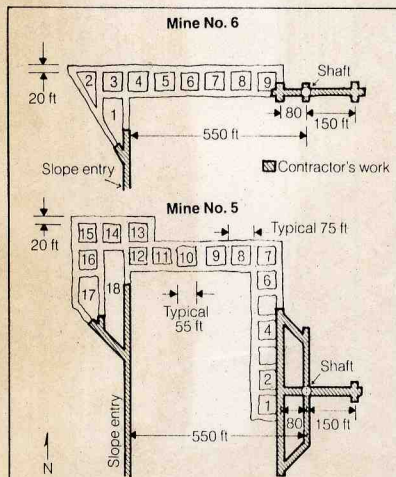 Mine No. 6
2 3 4 5 6 7 8 9
Shaft
20 ft
1
80
150 ft
550 ft
Contractor's work
Slope entry
Mine No. 5
15 14 13
Typical 75 ft
20 ft
12 11 10 9 8 7
16
6
18
17
Typical
55 ft
4
Shaft
2
1
80
150 ft
550 ft
Slope entry
N